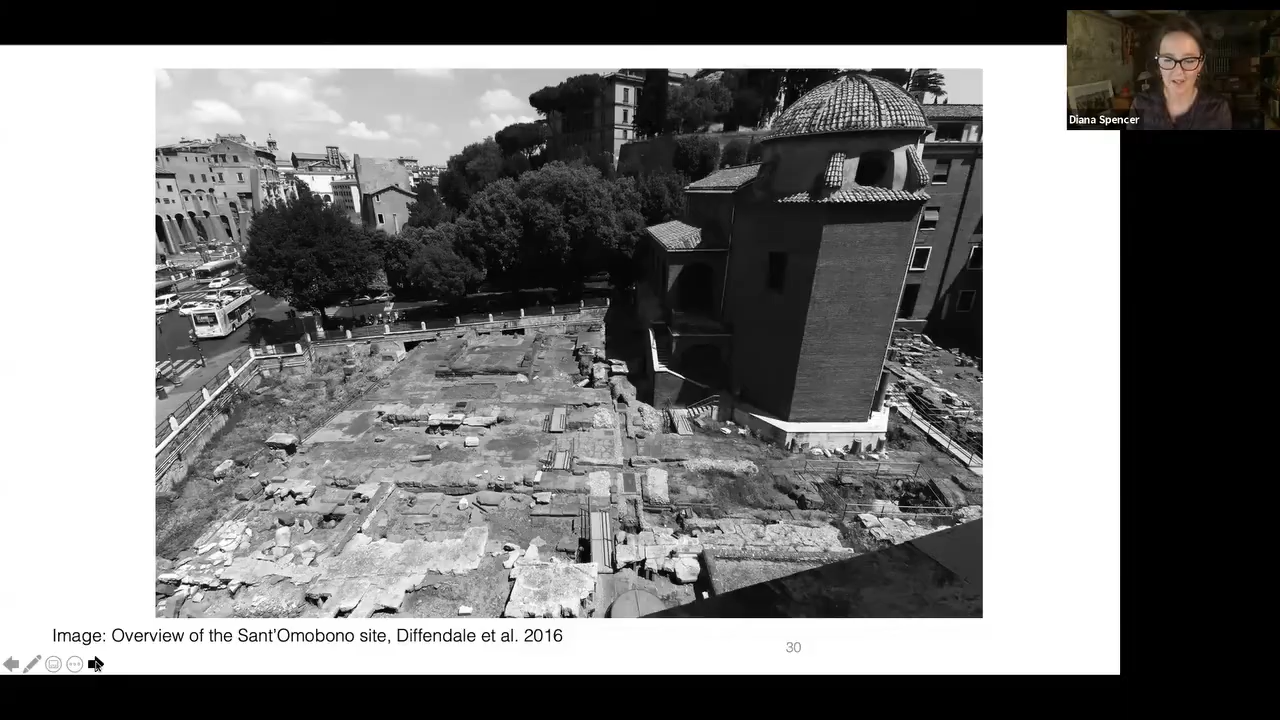 Diana Spencer
Image: Overview of the Sant'Omobono site, Diffendale et al. 2016
30